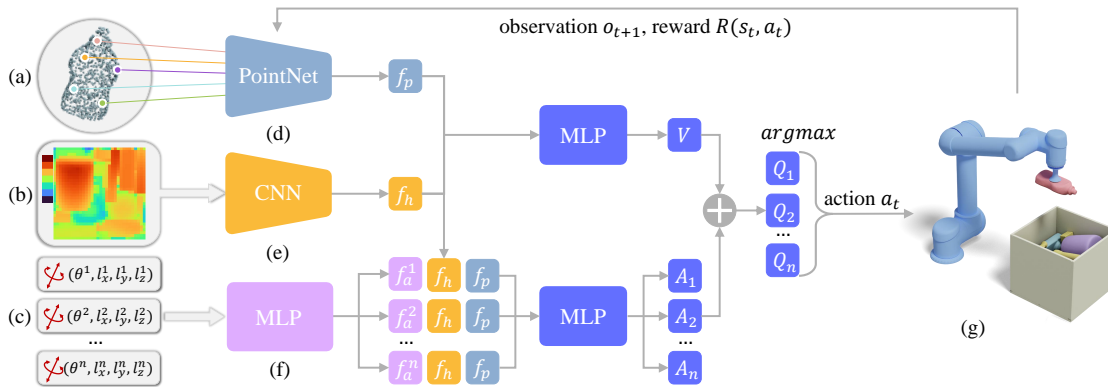 observation o_{t+1}, reward R(s_t, a_t)
(a)
PointNet
f_p
(d)
MLP
V
argmax
Q_1
(b)
CNN
f_h
action a_t
Q_2
...
Q_n
(e)
(θ^1, l_x^1, l_y^1, l_z^1)
f_a^1 f_h f_p
A_1
(c)
(θ^2, l_x^2, l_y^2, l_z^2)
MLP
f_a^2 f_h f_p
MLP
A_2
(g)
...
...
...
(θ^n, l_x^n, l_y^n, l_z^n)
(f)
f_a^n f_h f_p
A_n